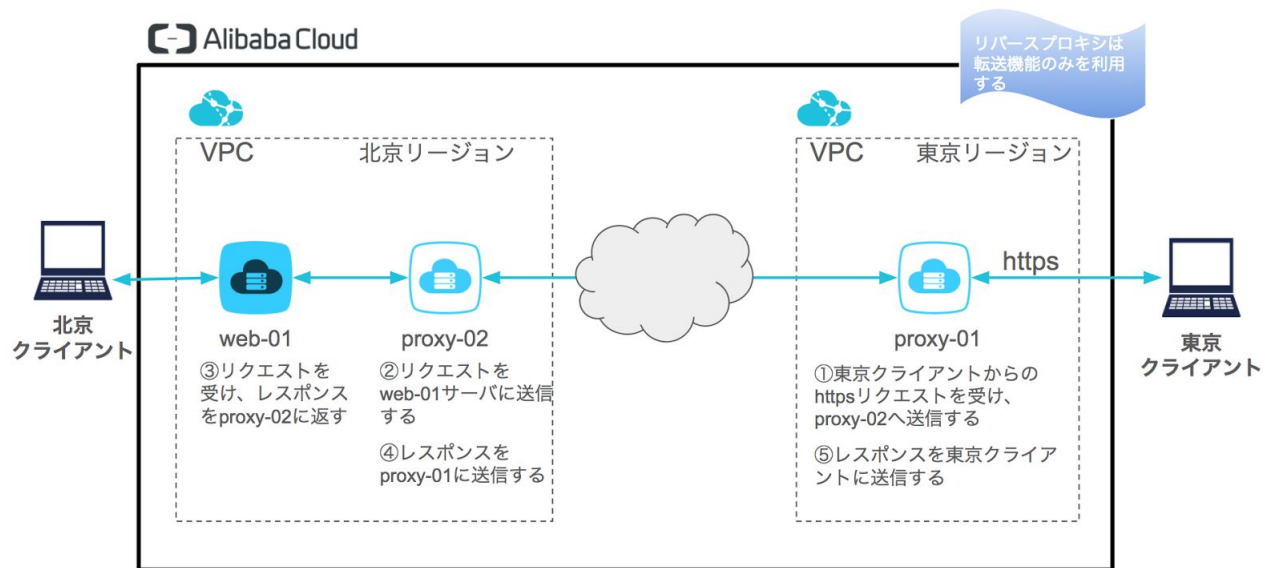 Alibaba Cloud
リバースプロキシは
転送機能のみを利用
する
VPC
北京リージョン
VPC
東京リージョン
https
北京
クライアント
web-01
③リクエストを
受け、レスポンス
をproxy-02に返す
proxy-02
②リクエストを
web-01サーバに送信
する
④レスポンスを
proxy-01に送信する
proxy-01
①東京クライアントからの
httpsリクエストを受け、
proxy-02へ送信する
⑤レスポンスを東京クライア
ントに送信する
東京
クライアント